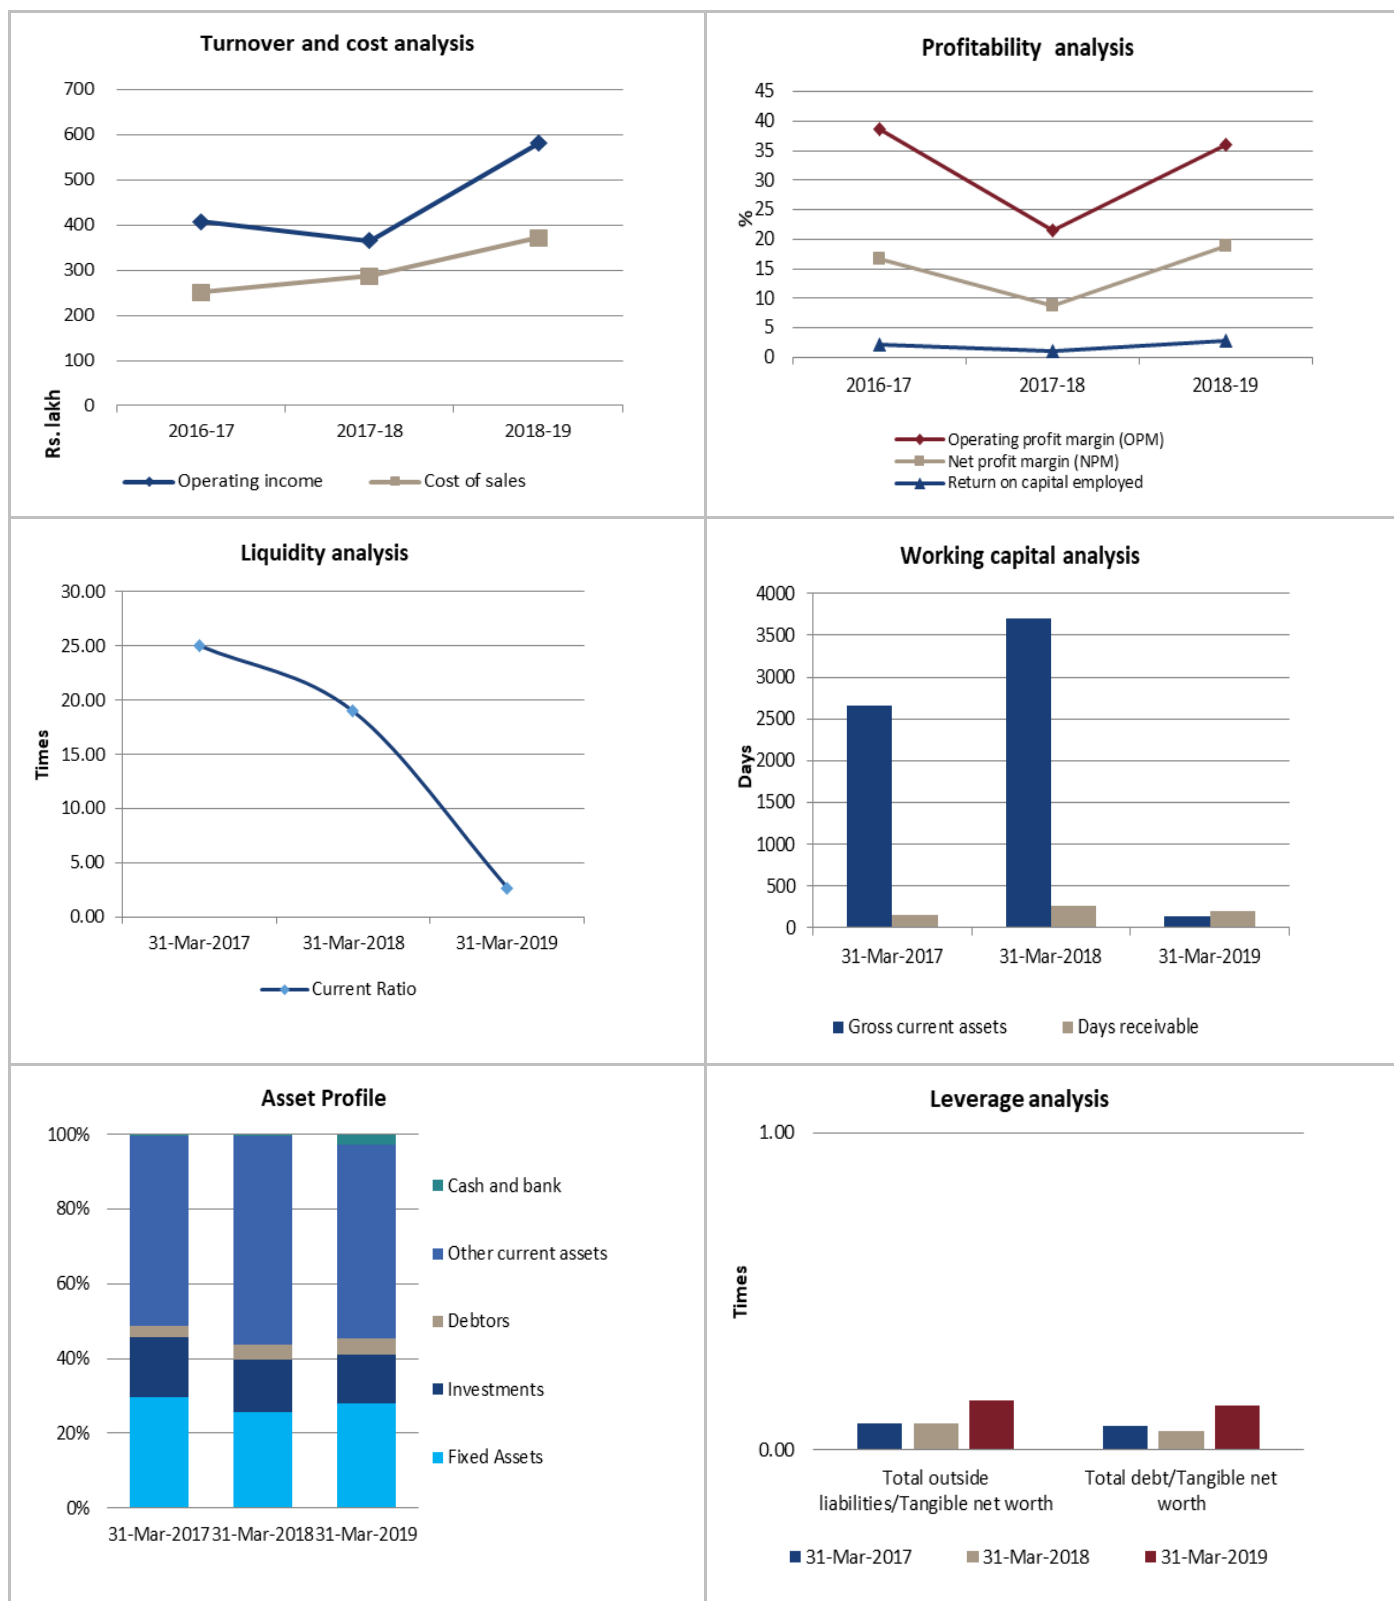 Turnover and cost analysis
700
600
500
400
300
200
100
0
Rs. lakh
2016-17 2017-18 2018-19
Operating income Cost of sales
Profitability analysis
45
40
35
30
25
20
15
10
5
0
%
2016-17 2017-18 2018-19
Operating profit margin (OPM)
Net profit margin (NPM)
Return on capital employed
Liquidity analysis
30.00
25.00
20.00
15.00
10.00
5.00
0.00
Times
31-Mar-2017 31-Mar-2018 31-Mar-2019
Current Ratio
Working capital analysis
4000
3500
3000
2500
2000
1500
1000
500
0
Days
31-Mar-2017 31-Mar-2018 31-Mar-2019
Gross current assets Days receivable
Asset Profile
100%
80%
60%
40%
20%
0%
31-Mar-2017 31-Mar-2018 31-Mar-2019
Cash and bank
Other current assets
Debtors
Investments
Fixed Assets
Leverage analysis
1.00
0.00
Times
Total outside liabilities/Tangible net worth
Total debt/Tangible net worth
31-Mar-2017 31-Mar-2018 31-Mar-2019